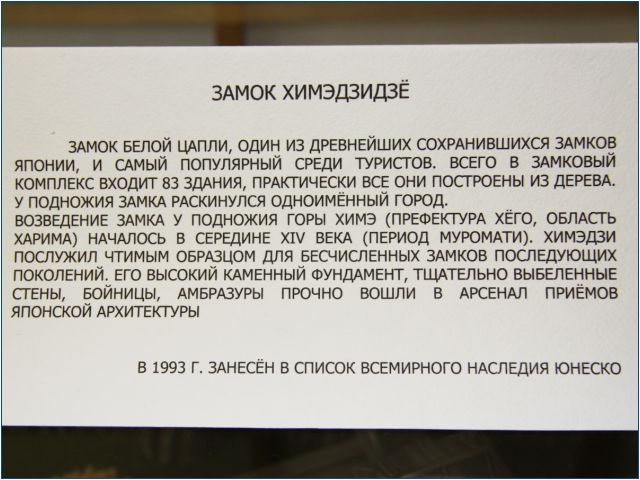 ЗАМОК ХИМЭДЗИДЗЁ
ЗАМОК БЕЛОЙ ЦАПЛИ, ОДИН ИЗ ДРЕВНЕЙШИХ СОХРАНИВШИХСЯ ЗАМКОВ
ЯПОНИИ, И САМЫЙ ПОПУЛЯРНЫЙ СРЕДИ ТУРИСТОВ. ВСЕГО В ЗАМКОВЫЙ
КОМПЛЕКС ВХОДИТ 83 ЗДАНИЯ, ПРАКТИЧЕСКИ ВСЕ ОНИ ПОСТРОЕНЫ ИЗ ДЕРЕВА.
У ПОДНОЖИЯ ЗАМКА РАСКИНУЛСЯ ОДНОИМЁННЫЙ ГОРОД.
ВОЗВЕДЕНИЕ ЗАМКА У ПОДНОЖИЯ ГОРЫ ХИМЭ (ПРЕФЕКТУРА ХЁГО, ОБЛАСТЬ
ХАРИМА) НАЧАЛОСЬ В СЕРЕДИНЕ XIV ВЕКА (ПЕРИОД МУРОМАТИ). ХИМЭДЗИ
ПОСЛУЖИЛ ЧТИМЫМ ОБРАЗЦОМ ДЛЯ БЕСЧИСЛЕННЫХ ЗАМКОВ ПОСЛЕДУЮЩИХ
ПОКОЛЕНИЙ. ЕГО ВЫСОКИЙ КАМЕННЫЙ ФУНДАМЕНТ, ТЩАТЕЛЬНО ВЫБЕЛЕННЫЕ
СТЕНЫ, БОЙНИЦЫ, АМБРАЗУРЫ ПРОЧНО ВОШЛИ В АРСЕНАЛ ПРИЁМОВ
ЯПОНСКОЙ АРХИТЕКТУРЫ
В 1993 Г. ЗАНЕСЁН В СПИСОК ВСЕМИРНОГО НАСЛЕДИЯ ЮНЕСКО